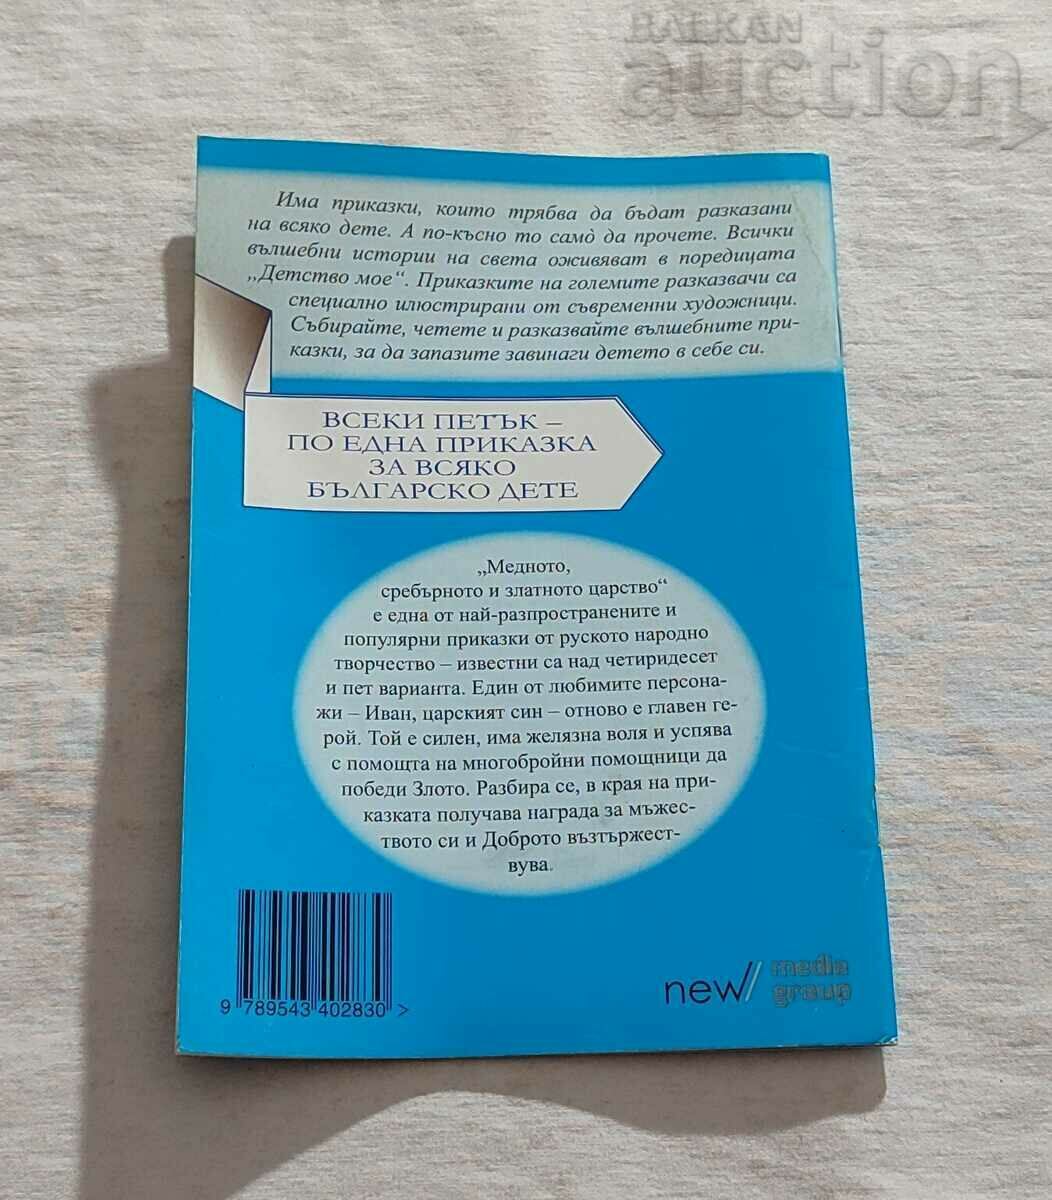 BALKAN
auction
Има приказки, които трябва да бъдат разказани
на всяко дете. А по-късно то самò да прочете. Всички
вълшебни истории на света оживяват в поредицата
„Детство мое“. Приказките на големите разказвачи са
специално илюстрирани от съвременни художници.
Събирайте, четете и разказвайте вълшебните при-
казки, за да запазите завинаги детето в себе си.
ВСЕКИ ПЕТЪК –
ПО ЕДНА ПРИКАЗКА
ЗА ВСЯКО
БЪЛГАРСКО ДЕТЕ
„Медното,
сребърното и златното царство“
е една от най-разпространените и
популярни приказки от руското народно
творчество – известни са над четиридесет
и пет варианта. Един от любимите персона-
жи – Иван, царският син – отново е главен ге-
рой. Той е силен, има желязна воля и успява
с помощта на многобройни помощници да
победи Злото. Разбира се, в края на при-
казката получава награда за мъжес-
твото си и Доброто възтържест-
вува.
9 789543 402830 >
new// media
group